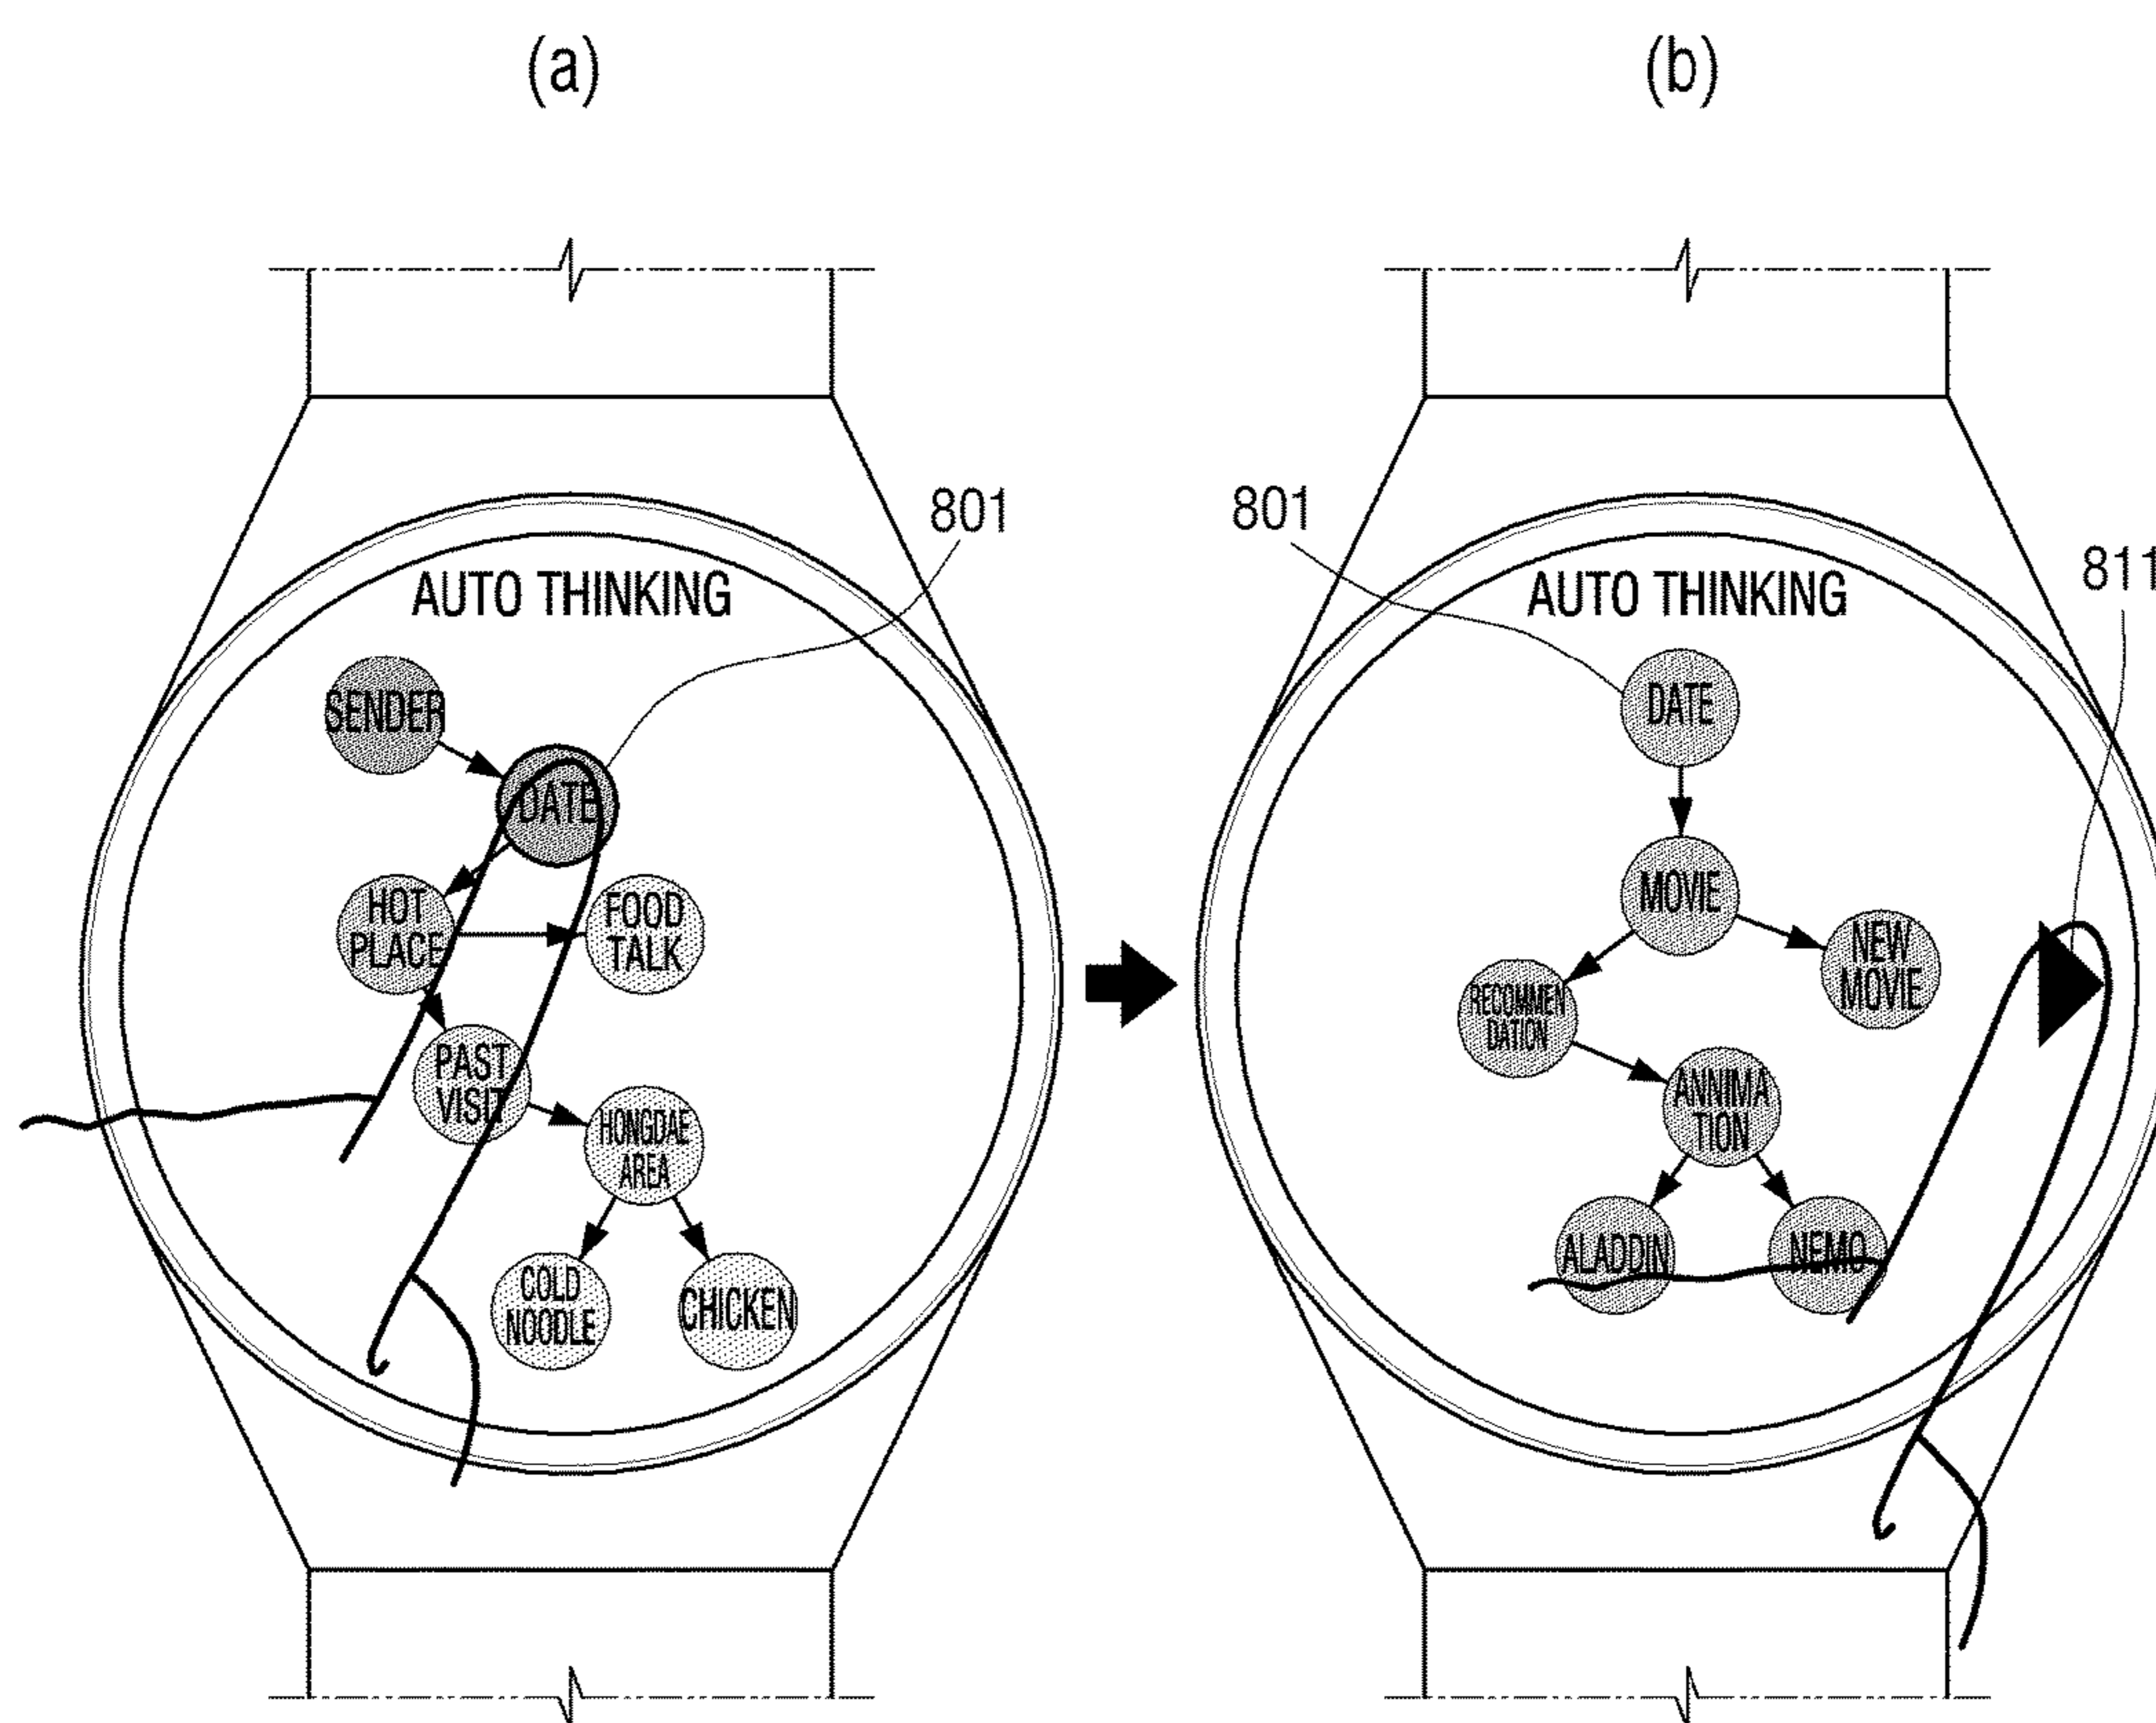 (a)
801
AUTO THINKING
SENDER
DATE
HOT
PLACE
FOOD
TALK
PAST
VISIT
HONGDAE
AREA
COLD
NOODLE
CHICKEN
(b)
801
811
AUTO THINKING
DATE
MOVIE
NEW
MOVIE
RECOMMEN
DATION
ANNIMA
TION
ALADDIN
NEMO